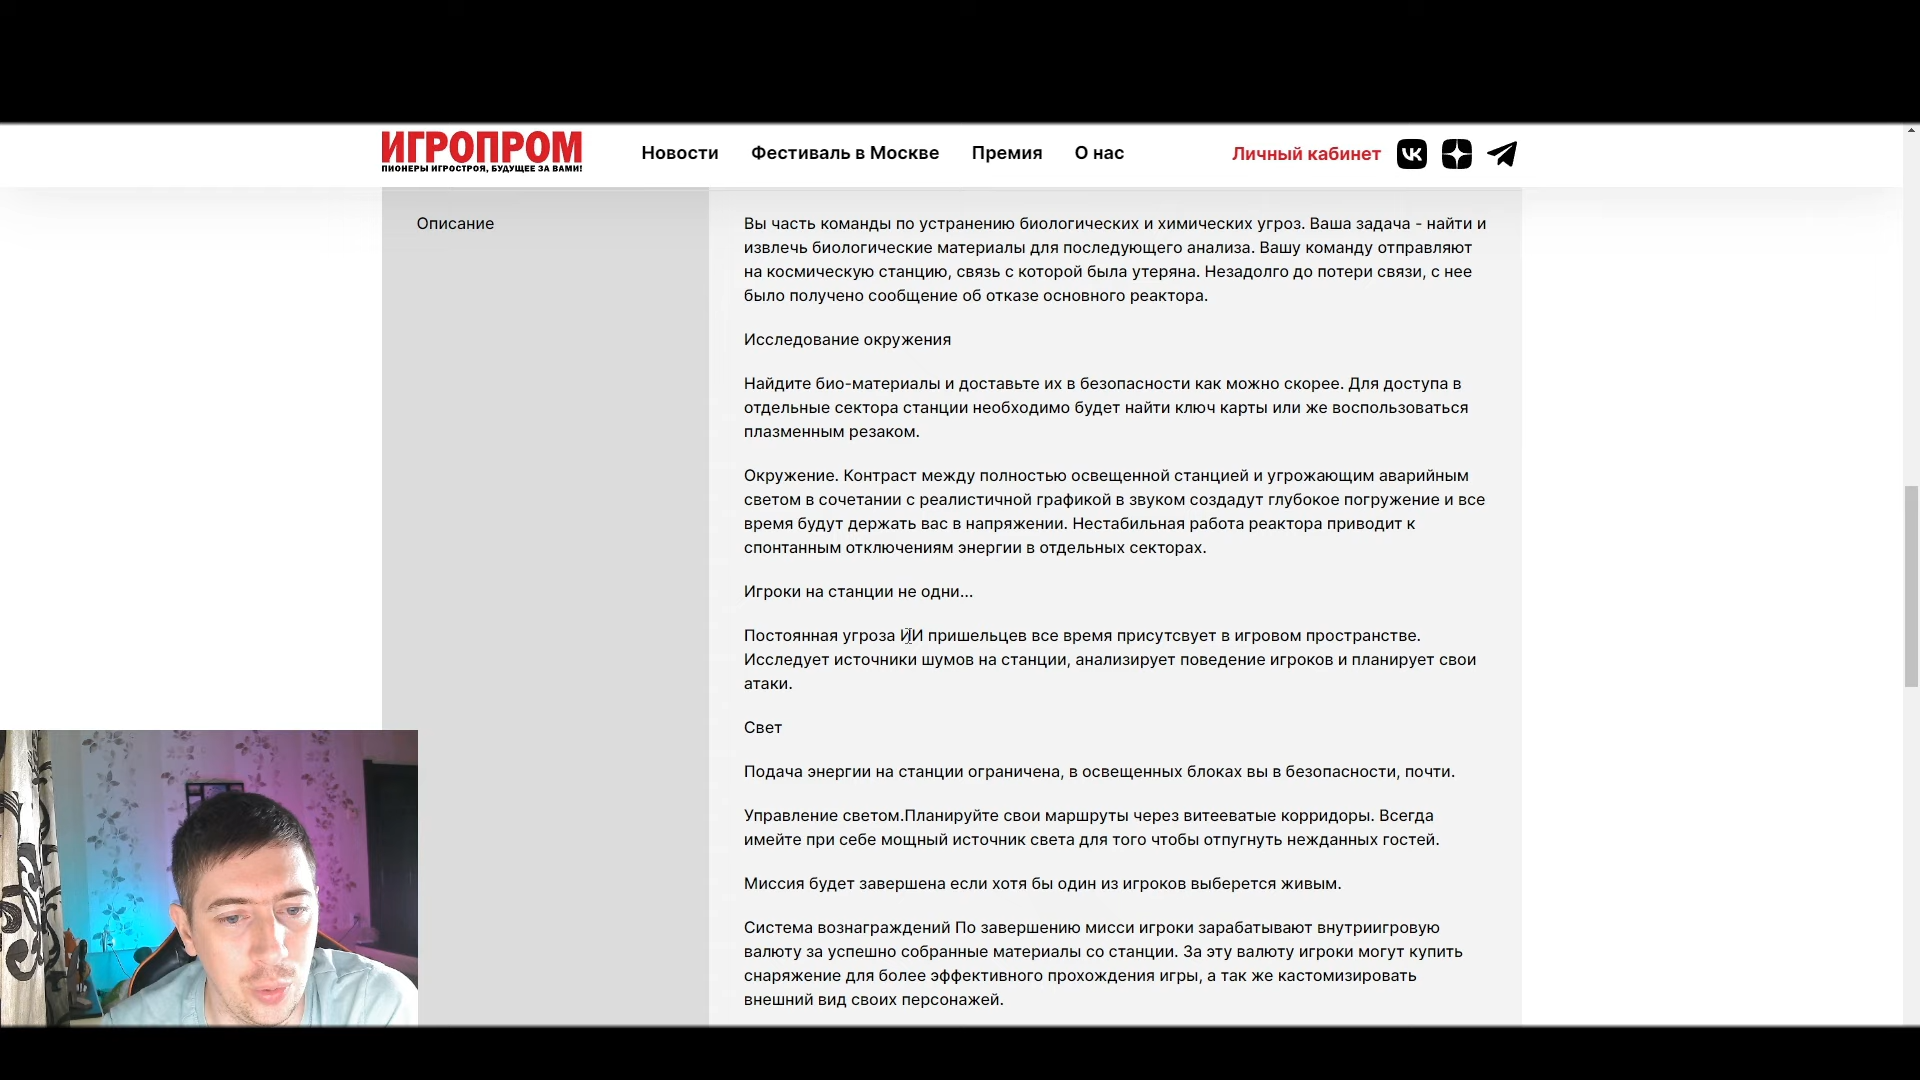 ИГРОПРОМ
ПИОНЕРЫ ИГРОСТРОЯ, БУДУЩЕЕ ЗА ВАМИ!
Новости
Фестиваль в Москве
Премия
О нас
Личный кабинет
Описание
Вы часть команды по устранению биологических и химических угроз. Ваша задача - найти и
извлечь биологические материалы для последующего анализа. Вашу команду отправляют
на космическую станцию, связь с которой была утеряна. Незадолго до потери связи, с нее
было получено сообщение об отказе основного реактора.
Исследование окружения
Найдите био-материалы и доставьте их в безопасности как можно скорее. Для доступа в
отдельные сектора станции необходимо будет найти ключ карты или же воспользоваться
плазменным резаком.
Окружение. Контраст между полностью освещенной станцией и угрожающим аварийным
светом в сочетании с реалистичной графикой в звуком создадут глубокое погружение и все
время будут держать вас в напряжении. Нестабильная работа реактора приводит к
спонтанным отключениям энергии в отдельных секторах.
Игроки на станции не одни...
Постоянная угроза ИИ пришельцев все время присутсвует в игровом пространстве.
Исследует источники шумов на станции, анализирует поведение игроков и планирует свои
атаки.
Свет
Подача энергии на станции ограничена, в освещенных блоках вы в безопасности, почти.
Управление светом.Планируйте свои маршруты через витееватые корридоры. Всегда
имейте при себе мощный источник света для того чтобы отпугнуть нежданных гостей.
Миссия будет завершена если хотя бы один из игроков выберется живым.
Система вознаграждений По завершению мисси игроки зарабатывают внутриигровую
валюту за успешно собранные материалы со станции. За эту валюту игроки могут купить
снаряжение для более эффективного прохождения игры, а так же кастомизировать
внешний вид своих персонажей.